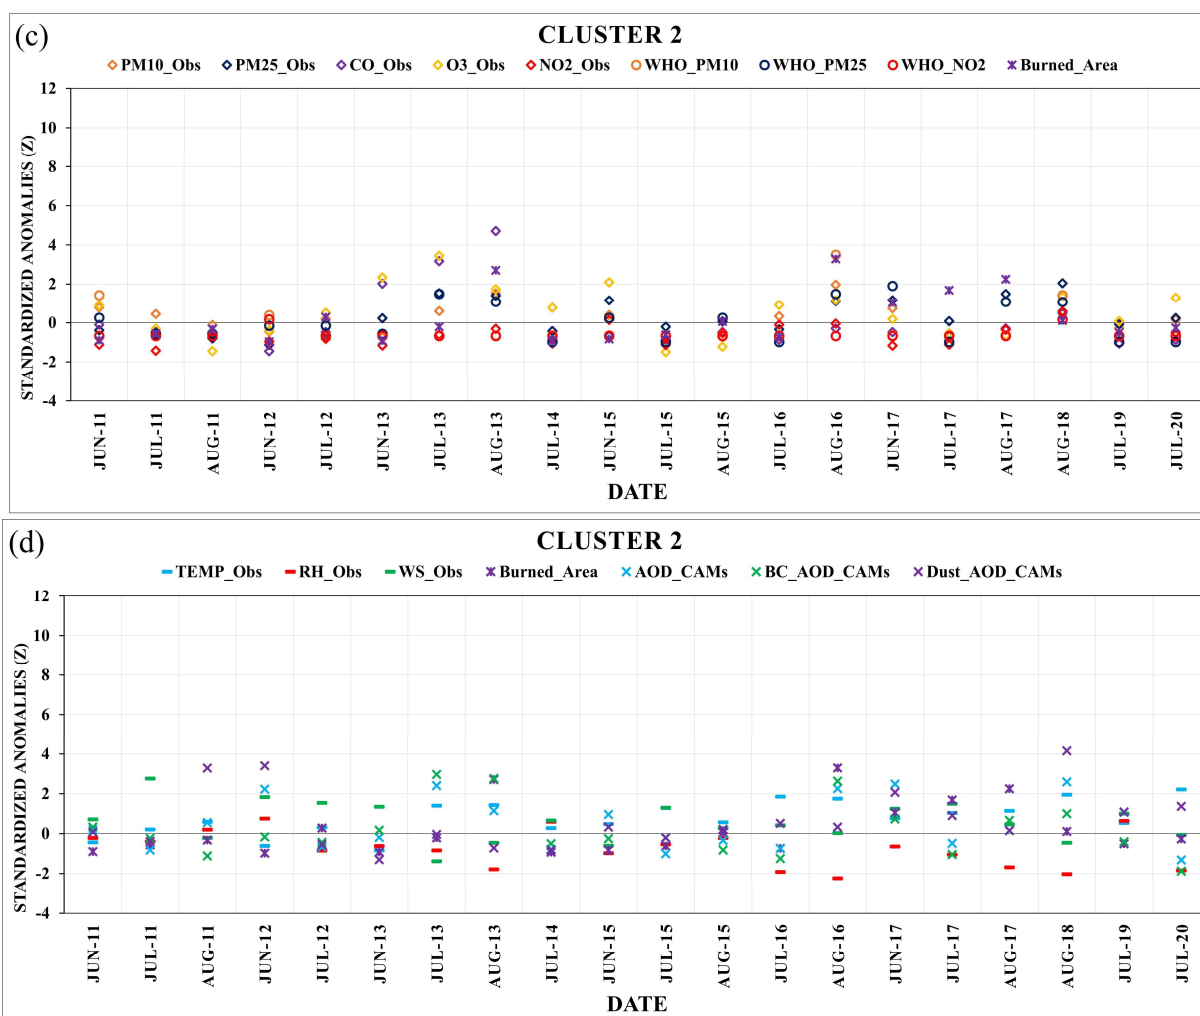 (c)
CLUSTER 2
PM10_Obs PM25_Obs CO_Obs O3_Obs NO2_Obs WHO_PM10 WHO_PM25 WHO_NO2 Burned_Area
STANDARDIZED ANOMALIES (Z)
12
10
8
6
4
2
0
-2
-4
JUN-11 JUL-11 AUG-11 JUN-12 JUL-12 JUN-13 JUL-13 AUG-13 JUL-14 JUN-15 JUL-15 AUG-15 JUL-16 AUG-16 JUN-17 JUL-17 AUG-17 AUG-18 JUL-19 JUL-20
DATE
(d)
CLUSTER 2
TEMP_Obs RH_Obs WS_Obs Burned_Area AOD_CAMs BC_AOD_CAMs Dust_AOD_CAMs
STANDARDIZED ANOMALIES (Z)
12
10
8
6
4
2
0
-2
-4
JUN-11 JUL-11 AUG-11 JUN-12 JUL-12 JUN-13 JUL-13 AUG-13 JUL-14 JUN-15 JUL-15 AUG-15 JUL-16 AUG-16 JUN-17 JUL-17 AUG-17 AUG-18 JUL-19 JUL-20
DATE